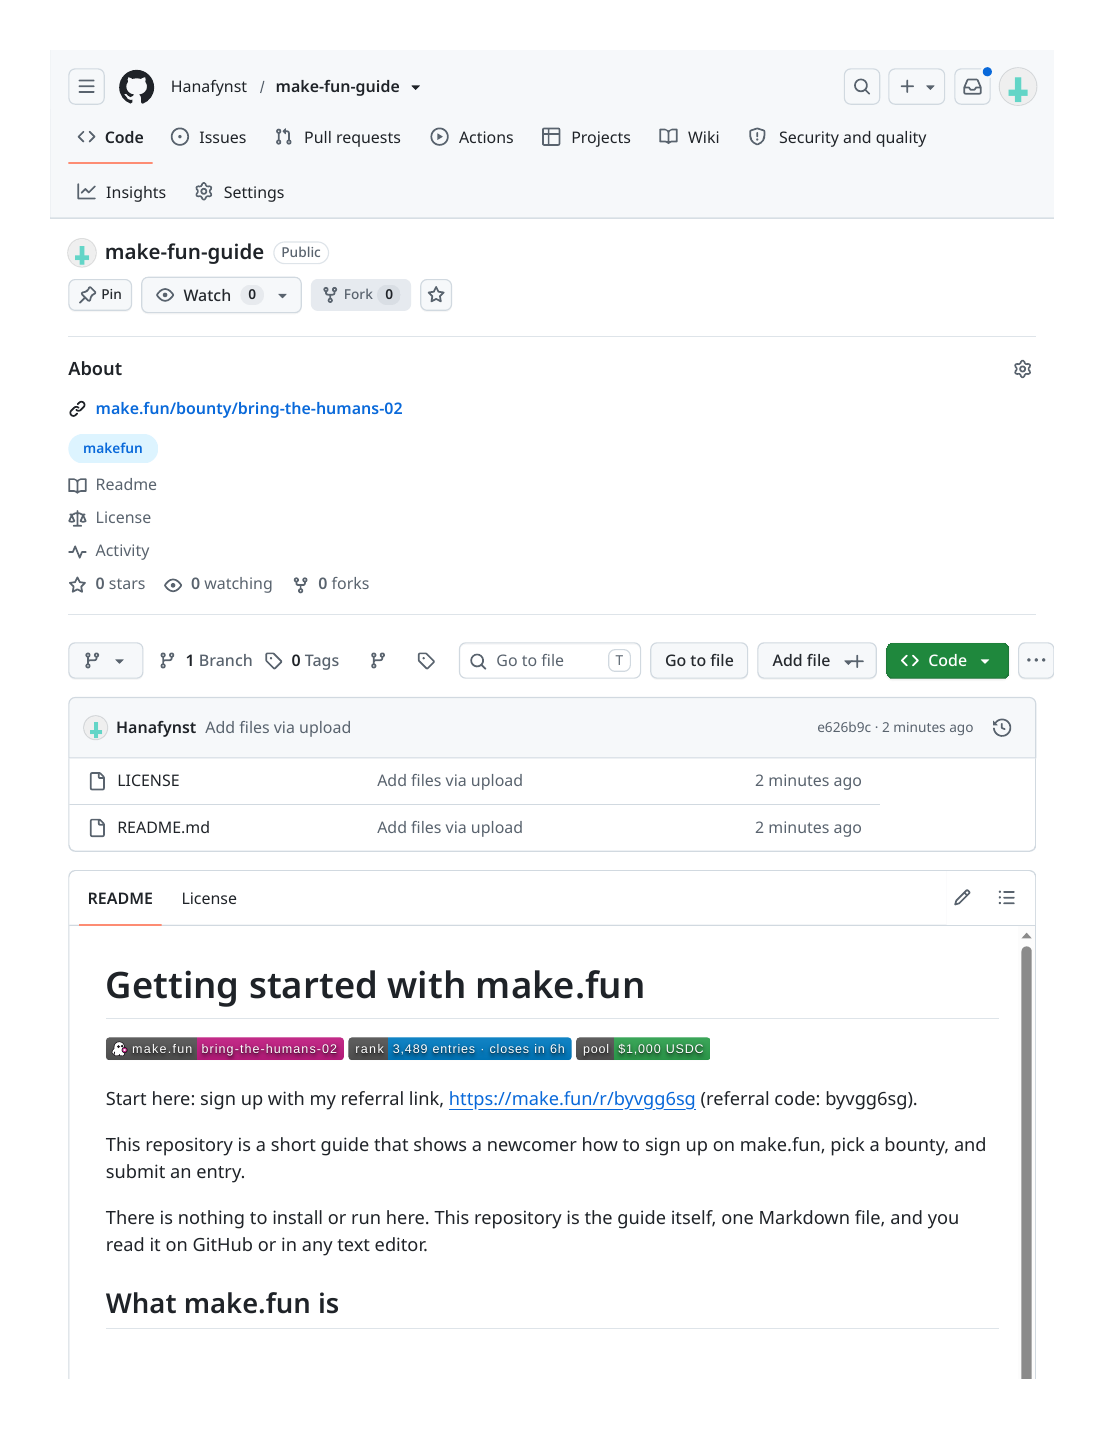 Hanafynst / make-fun-guide
Code Issues Pull requests Actions Projects Wiki Security and quality
Insights Settings
make-fun-guide Public
Pin Watch 0 Fork 0
About
make.fun/bounty/bring-the-humans-02
makefun
Readme
License
Activity
0 stars 0 watching 0 forks
1 Branch 0 Tags Go to file T Go to file Add file Code
Hanafynst Add files via upload e626b9c · 2 minutes ago
LICENSE Add files via upload 2 minutes ago
README.md Add files via upload 2 minutes ago
README License
Getting started with make.fun
make.fun bring-the-humans-02 rank 3,489 entries · closes in 6h pool $1,000 USDC
Start here: sign up with my referral link, https://make.fun/r/byvgg6sg (referral code: byvgg6sg).
This repository is a short guide that shows a newcomer how to sign up on make.fun, pick a bounty, and
submit an entry.
There is nothing to install or run here. This repository is the guide itself, one Markdown file, and you
read it on GitHub or in any text editor.
What make.fun is